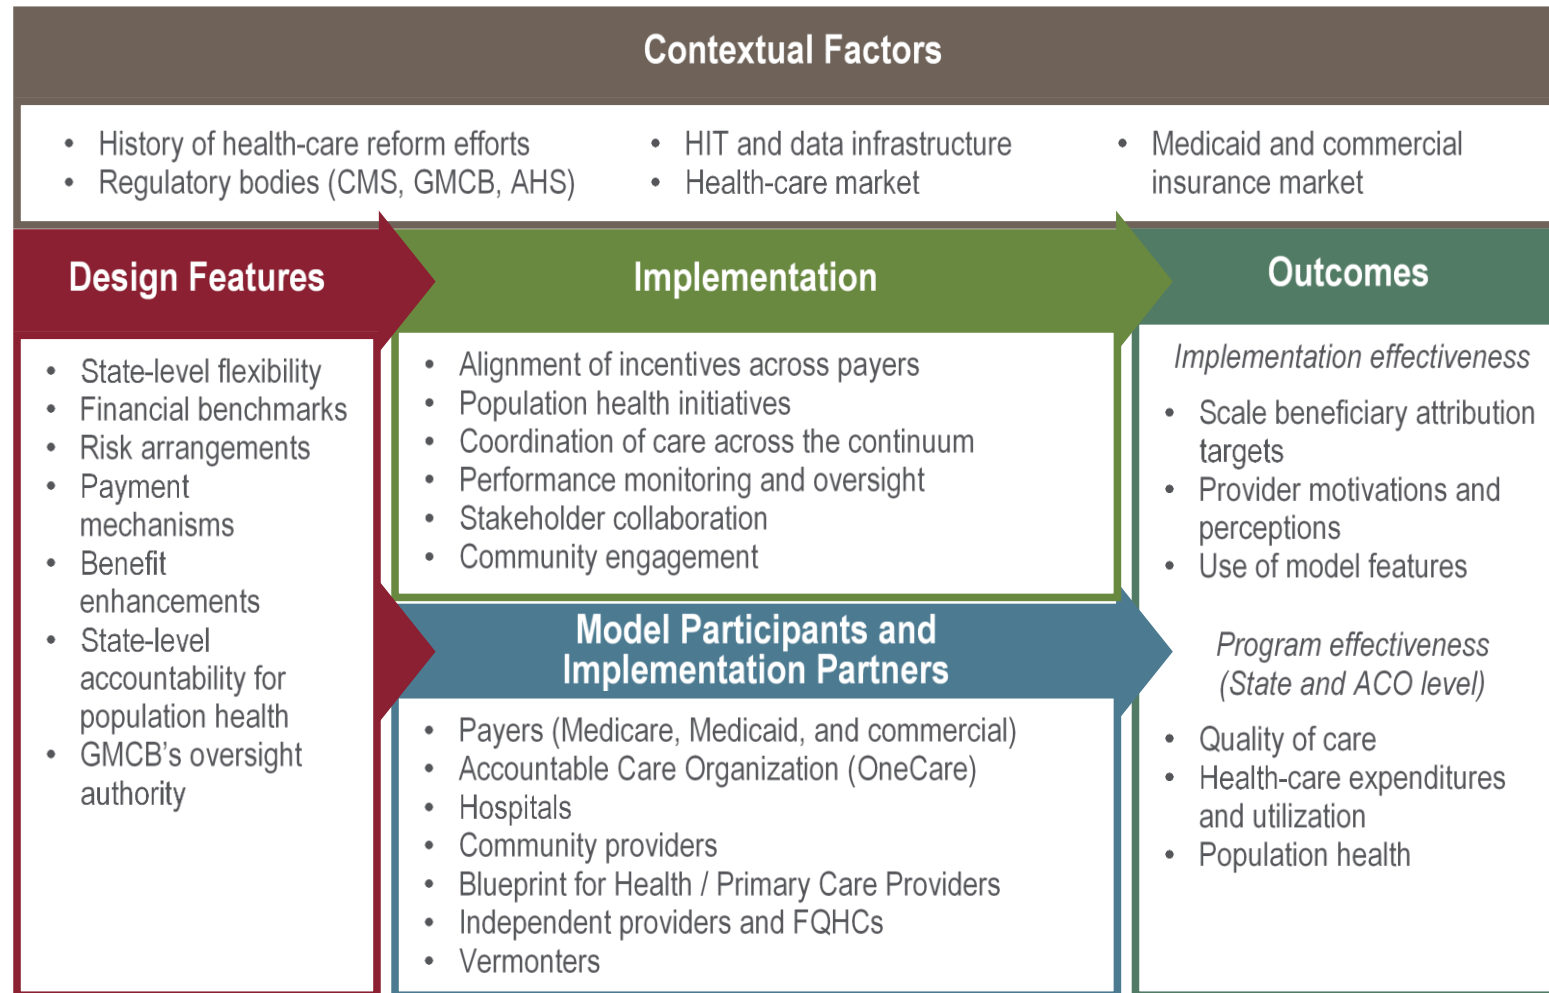 Contextual Factors
• History of health-care reform efforts
• Regulatory bodies (CMS, GMCB, AHS)
• HIT and data infrastructure
• Health-care market
• Medicaid and commercial
insurance market
Design Features
• State-level flexibility
• Financial benchmarks
• Risk arrangements
• Payment
mechanisms
• Benefit
enhancements
• State-level
accountability for
population health
• GMCB's oversight
authority
Implementation
• Alignment of incentives across payers
• Population health initiatives
• Coordination of care across the continuum
• Performance monitoring and oversight
• Stakeholder collaboration
• Community engagement
Model Participants and
Implementation Partners
• Payers (Medicare, Medicaid, and commercial)
• Accountable Care Organization (OneCare)
• Hospitals
• Community providers
• Blueprint for Health / Primary Care Providers
• Independent providers and FQHCs
• Vermonters
Outcomes
Implementation effectiveness
• Scale beneficiary attribution
targets
• Provider motivations and
perceptions
• Use of model features
Program effectiveness
(State and ACO level)
• Quality of care
• Health-care expenditures
and utilization
• Population health